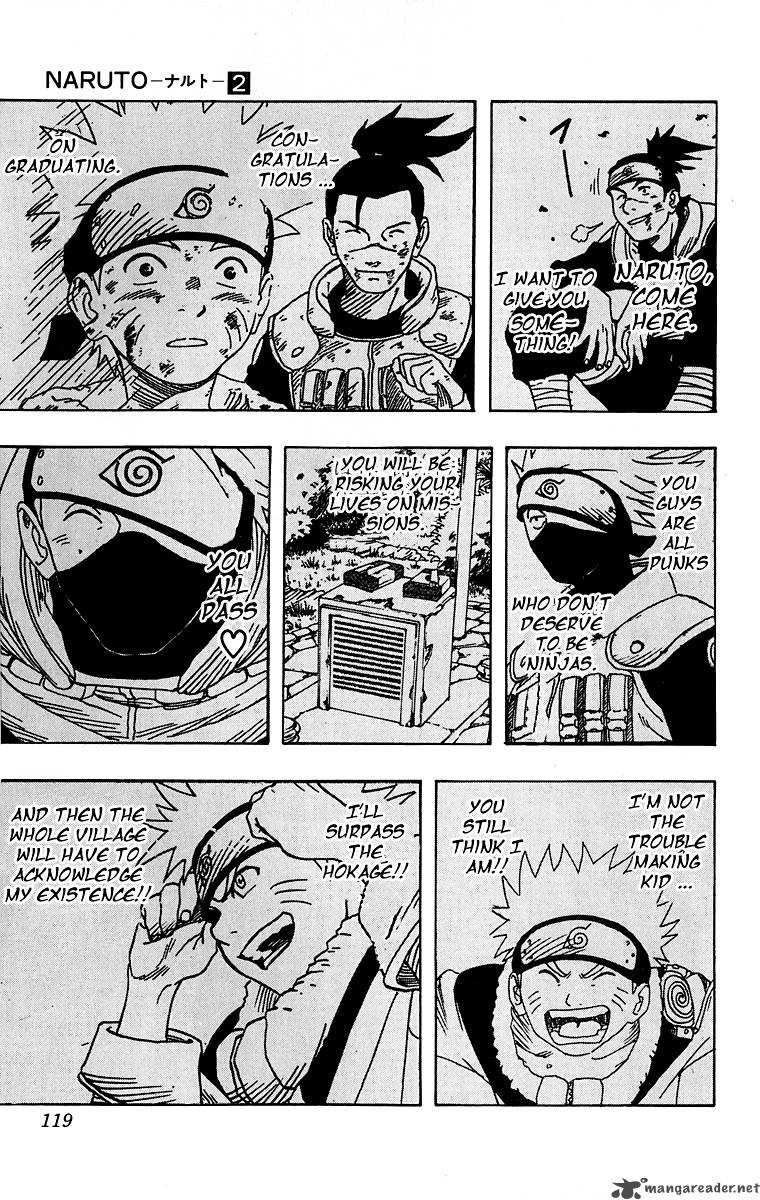 NARUTO－ナルト－2
NARUTO,
COME
HERE.
I WANT TO
GIVE YOU
SOME-
THING!
CON-
GRATULA-
TIONS ...
ON
GRADUATING.
YOU
GUYS
ARE
ALL
PUNKS
WHO DON'T
DESERVE
TO BE
NINJAS.
YOU WILL BE
RISKING YOUR
LIVES ON MIS-
SIONS.
YOU
ALL
PASS
♡
I'M NOT
THE
TROUBLE
MAKING
KID ...
YOU
STILL
THINK I
AM!!
I'LL
SURPASS
THE
HOKAGE!!
AND THEN THE
WHOLE VILLAGE
WILL HAVE TO
ACKNOWLEDGE
MY EXISTENCE!!
119
mangareader.net